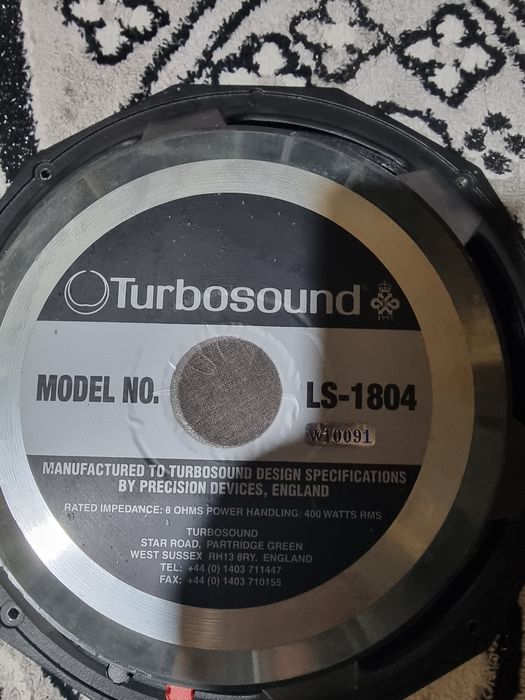 Turbosound
1997
MODEL NO. LS-1804
W10091
MANUFACTURED TO TURBOSOUND DESIGN SPECIFICATIONS
BY PRECISION DEVICES, ENGLAND
RATED IMPEDANCE: 8 OHMS POWER HANDLING: 400 WATTS RMS
TURBOSOUND
STAR ROAD, PARTRIDGE GREEN
WEST SUSSEX RH13 8RY, ENGLAND
TEL: +44 (0) 1403 711447
FAX: +44 (0) 1403 710155